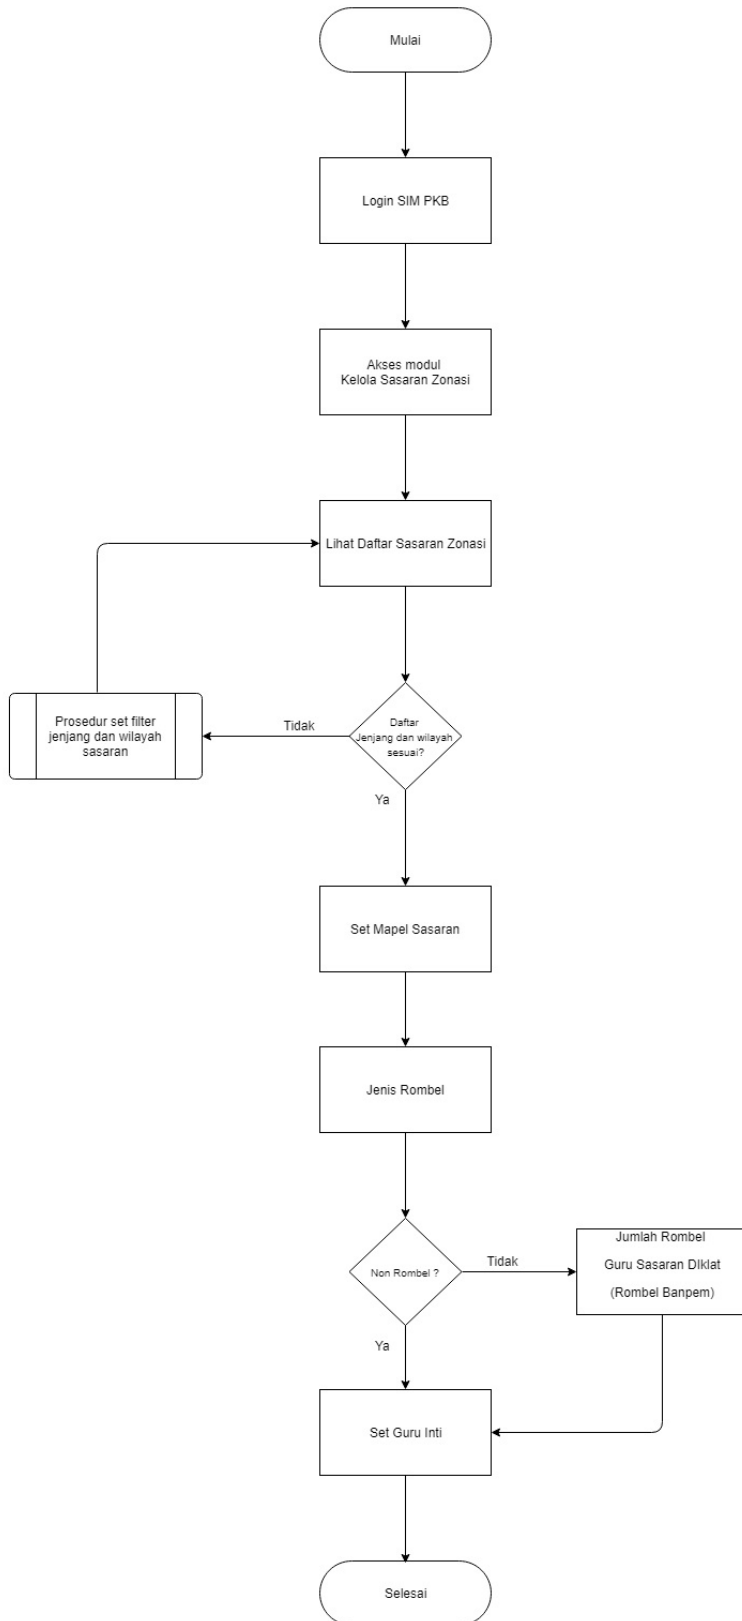 Mulai
Login SIM PKB
Akses modul
Kelola Sasaran Zonasi
Lihat Daftar Sasaran Zonasi
Daftar
Jenjang dan wilayah
sesuai?
Tidak
Prosedur set filter
jenjang dan wilayah
sasaran
Ya
Set Mapel Sasaran
Jenis Rombel
Non Rombel ?
Tidak
Jumlah Rombel
Guru Sasaran DIklat
(Rombel Banpem)
Ya
Set Guru Inti
Selesai